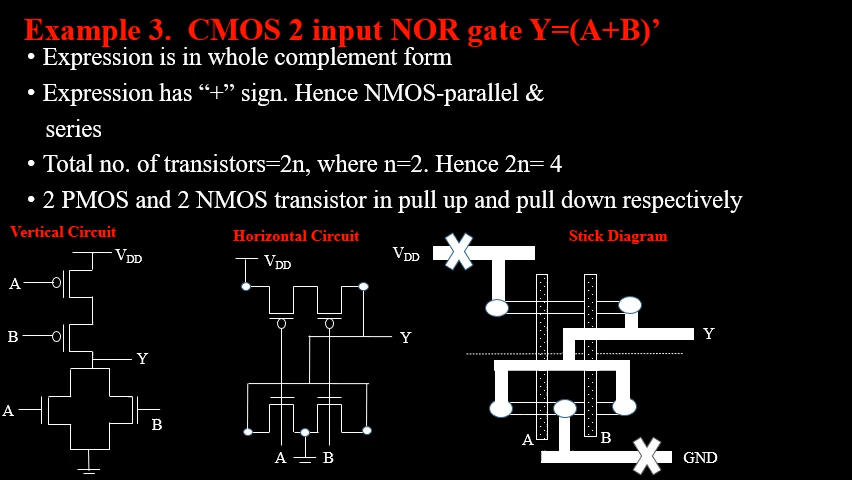 Example 3. CMOS 2 input NOR gate Y=(A+B)’
• Expression is in whole complement form
• Expression has “+” sign. Hence NMOS-parallel &
series
• Total no. of transistors=2n, where n=2. Hence 2n= 4
• 2 PMOS and 2 NMOS transistor in pull up and pull down respectively
Vertical Circuit
Horizontal Circuit
Stick Diagram
VDD
VDD
VDD
A
B
Y
Y
Y
A
B
A
B
A
B
GND